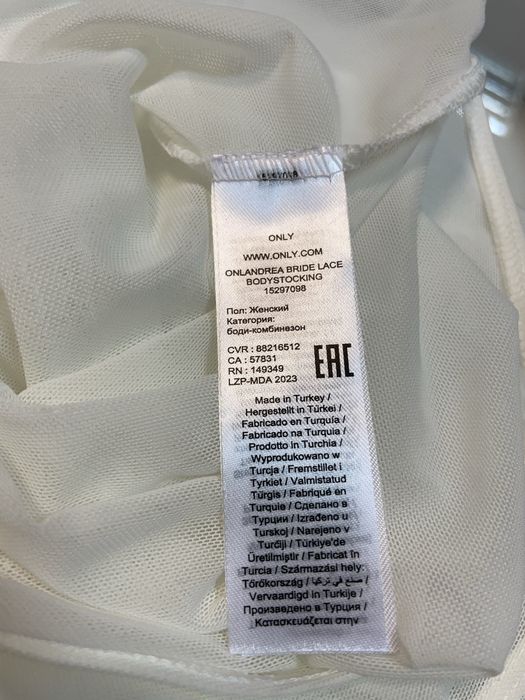 ONLY
WWW.ONLY.COM
ONLANDREA BRIDE LACE
BODYSTOCKING
15297098
Пол: Женский
Категория:
боди-комбинезон
CVR : 88216512
CA : 57831
RN : 149349
LZP-MDA 2023
EAC
Made in Turkey /
Hergestellt in Türkei /
Fabricado en Turquía /
Fabricado na Turquia /
Prodotto in Turchia /
Wyprodukowano w
Turcja / Fremstillet i
Tyrkiet / Valmistatud
Türgis / Fabriqué en
Turquie / Сделано в
Турции / Izrađeno u
Turskoj / Narejeno v
Turčiji / Türkiye'de
Üretilmiştir / Fabricat în
Turcia / Származási hely:
Törökország / صنع في تركيا /
Vervaardigd in Turkije /
Произведено в Турция /
Κατασκευάζεται στην